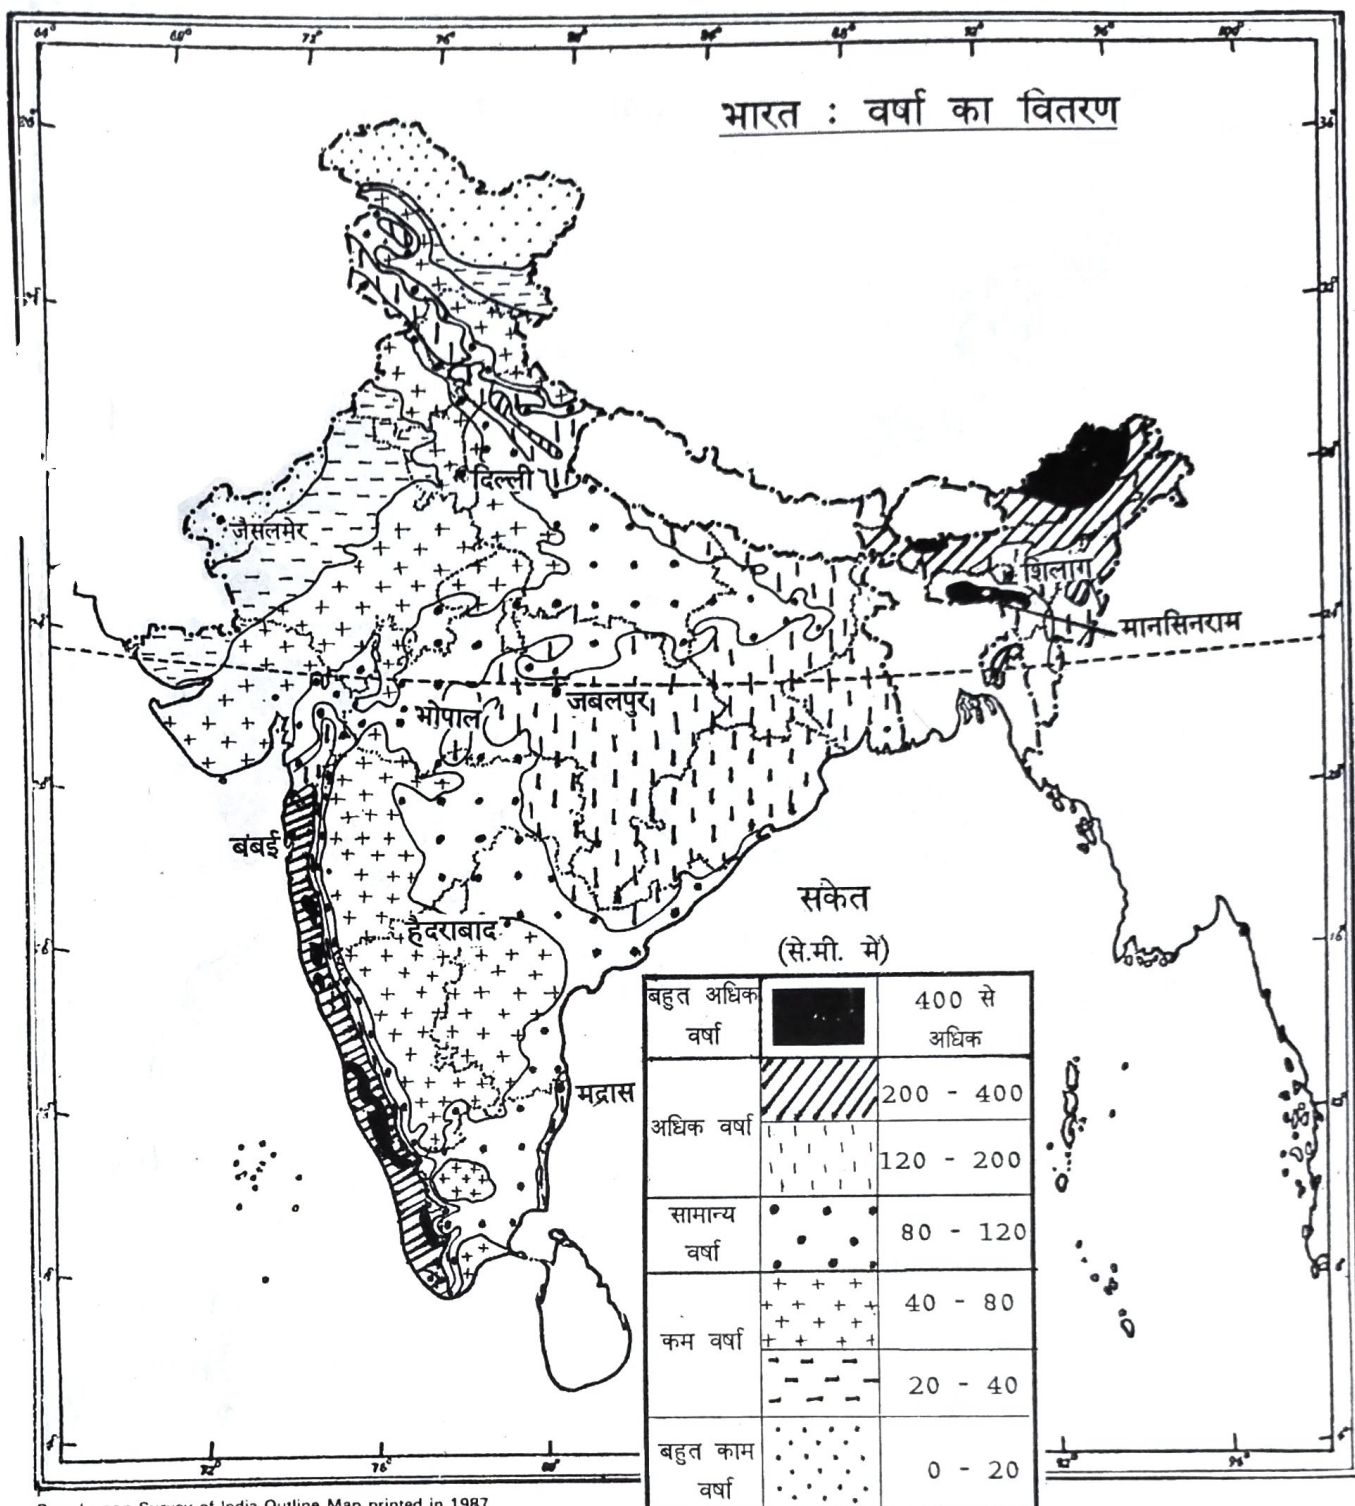 भारत : वर्षा का वितरण
दिल्ली
जैसलमेर
शिलाग
मानसिनराम
भोपाल
जबलपुर
बंबई
हैदराबाद
मद्रास
संकेत
(से.मी. में)
बहुत अधिक वर्षा
400 से अधिक
अधिक वर्षा
200 - 400
120 - 200
सामान्य वर्षा
80 - 120
कम वर्षा
40 - 80
20 - 40
बहुत काम वर्षा
0 - 20
Survey of India Outline Map printed in 1987